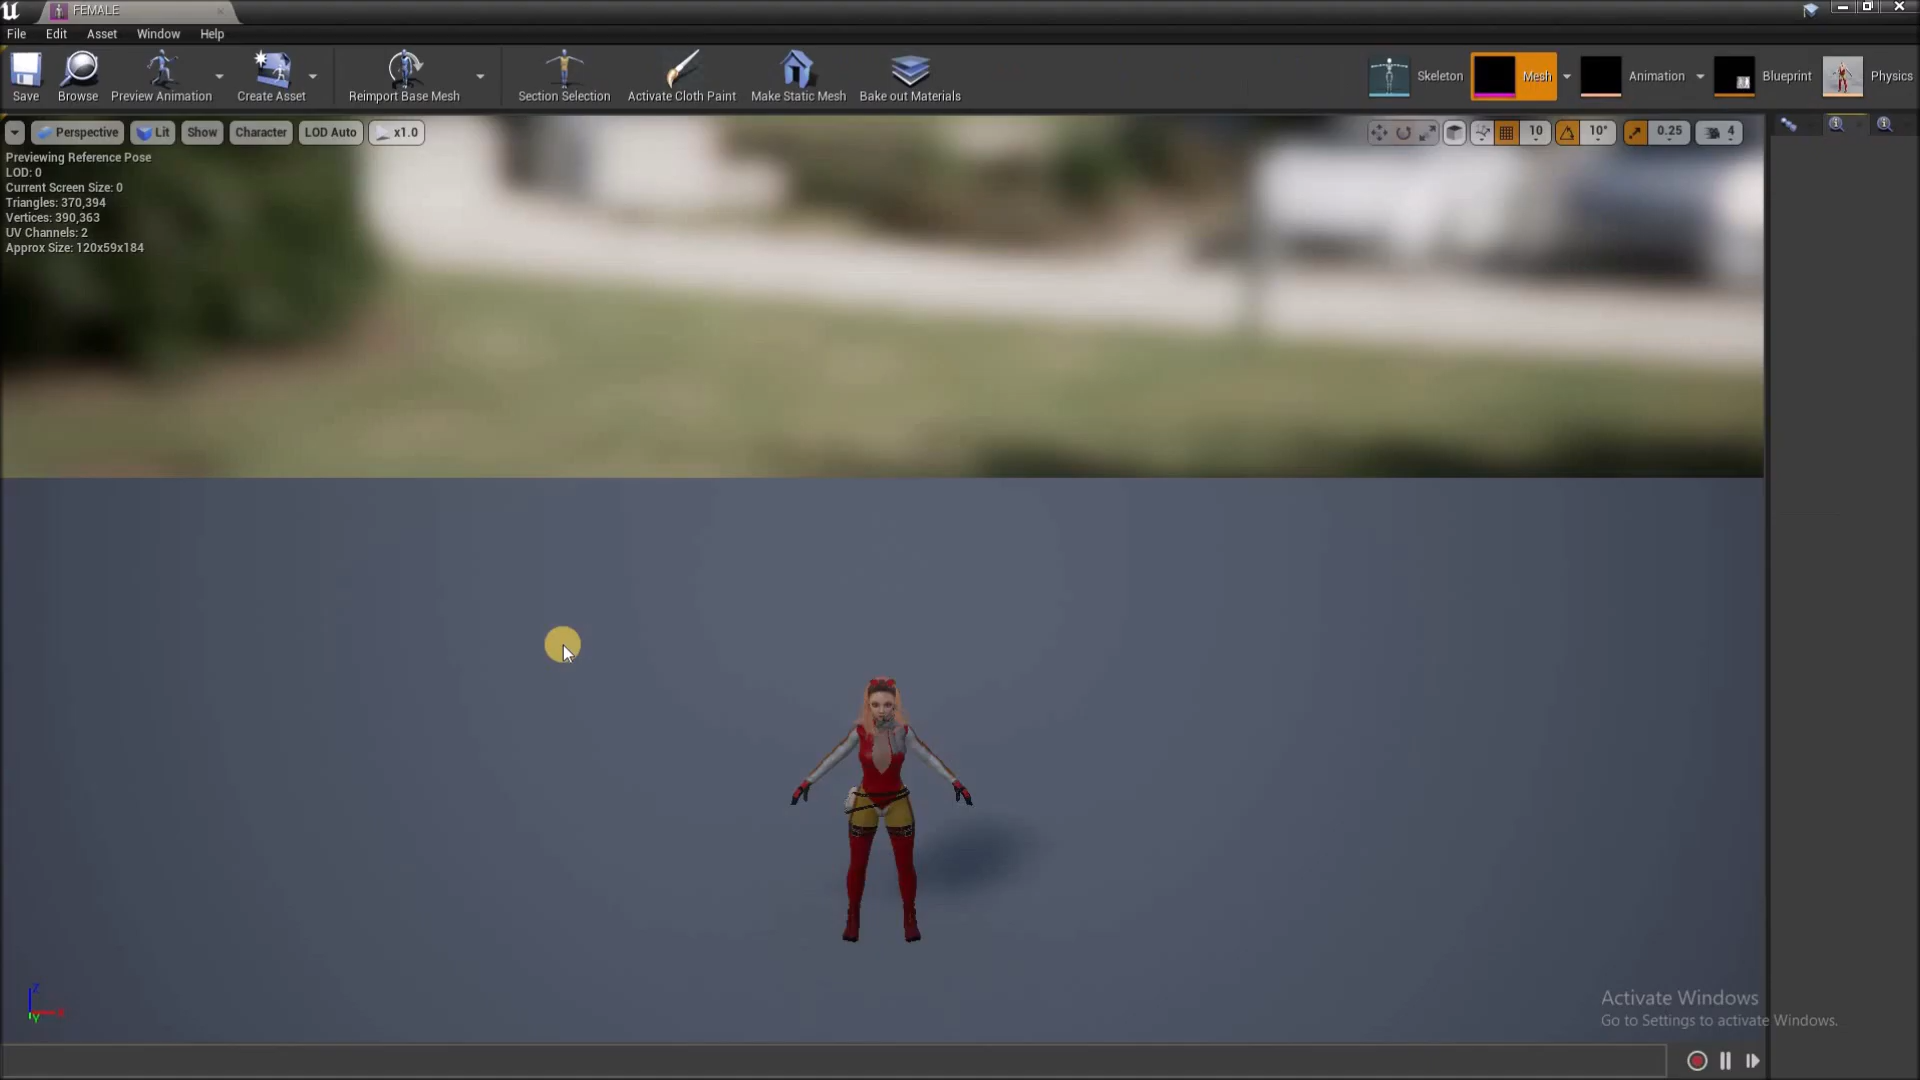 FEMALE
File Edit Asset Window Help
Save Browse Preview Animation Create Asset Reimport Base Mesh Section Selection Activate Cloth Paint Make Static Mesh Bake out Materials Skeleton Mesh Animation Blueprint Physics
Perspective Lit Show Character LOD Auto x1.0 10 10° 0.25 4
Previewing Reference Pose
LOD: 0
Current Screen Size: 0
Triangles: 370,394
Vertices: 390,363
UV Channels: 2
Approx Size: 120x59x184
Z
X
Y
Activate Windows
Go to Settings to activate Windows.